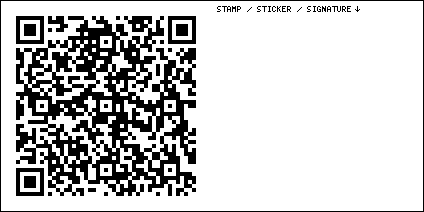 STAMP / STICKER / SIGNATURE ↓